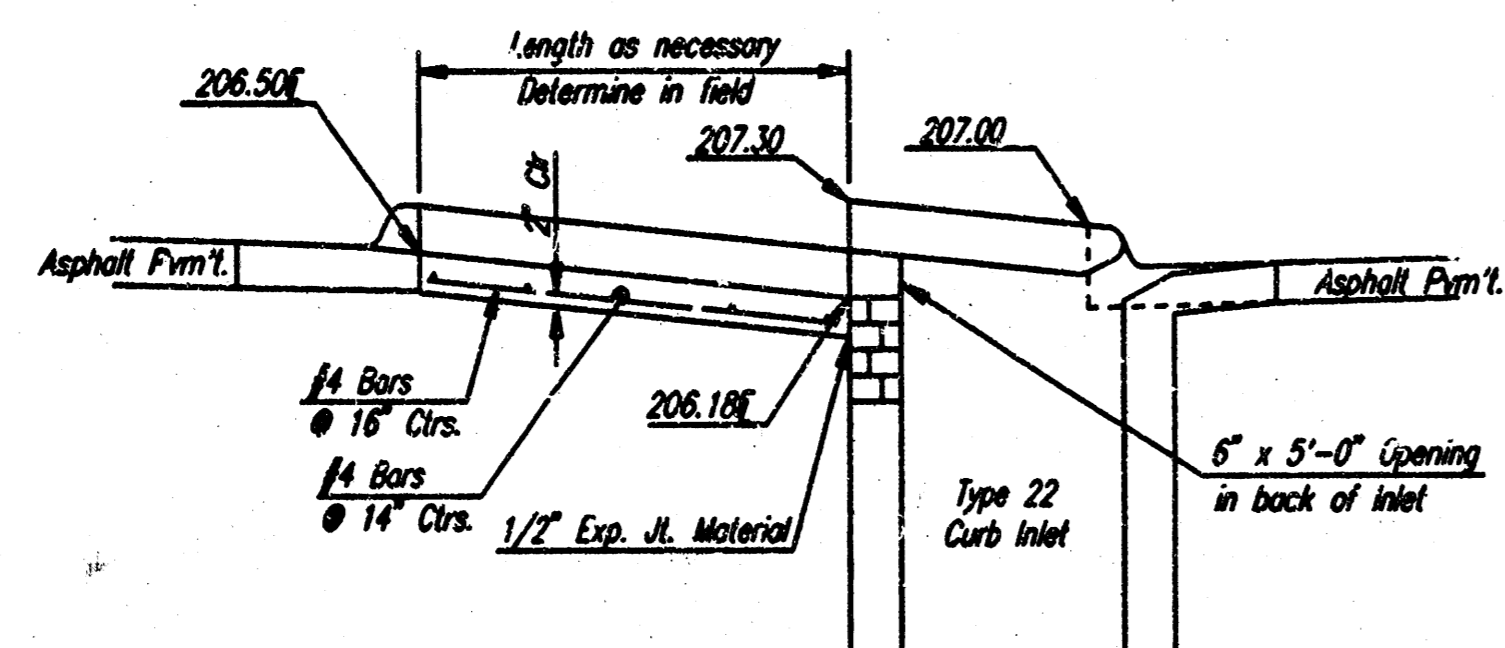 Length as necessary
Determine in field
206.50
207.30
207.00
2" Clr
Asphalt Pvm't.
Asphalt Pvm't.
#4 Bars
@ 16" Ctrs.
206.18
#4 Bars
@ 14" Ctrs.
1/2" Exp. Jt. Material
Type 22
Curb Inlet
6" x 5'-0" Opening
in back of inlet